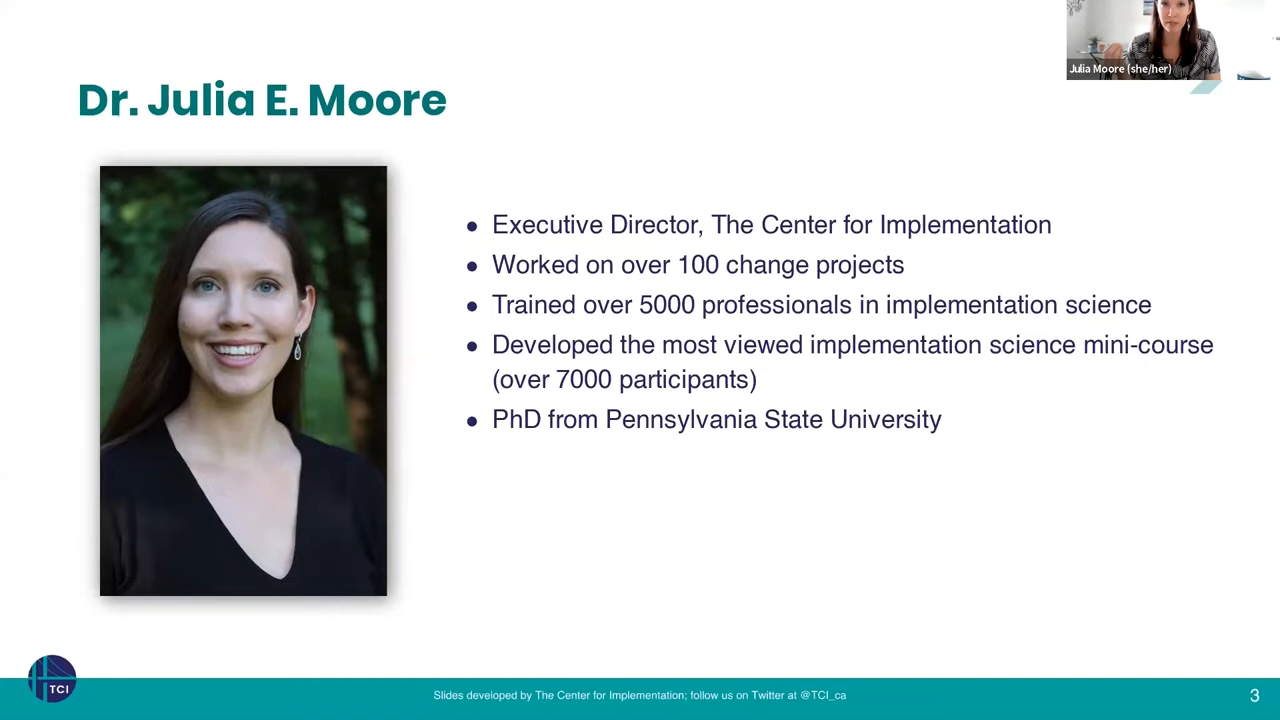 Julia Moore (she/her)
Dr. Julia E. Moore
● Executive Director, The Center for Implementation
● Worked on over 100 change projects
● Trained over 5000 professionals in implementation science
● Developed the most viewed implementation science mini-course
(over 7000 participants)
● PhD from Pennsylvania State University
TCI
Slides developed by The Center for Implementation; follow us on Twitter at @TCI_ca
3